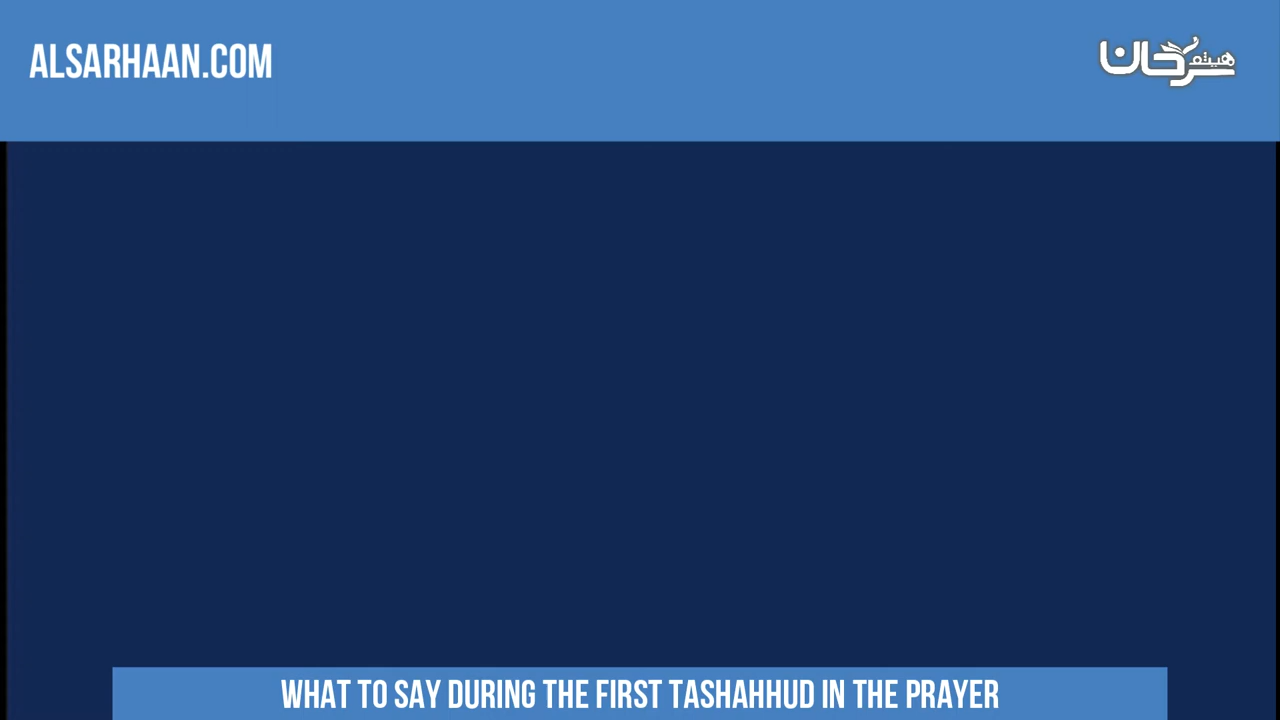 ALSARHAAN.COM
هيثم سرحان
WHAT TO SAY DURING THE FIRST TASHAHHUD IN THE PRAYER